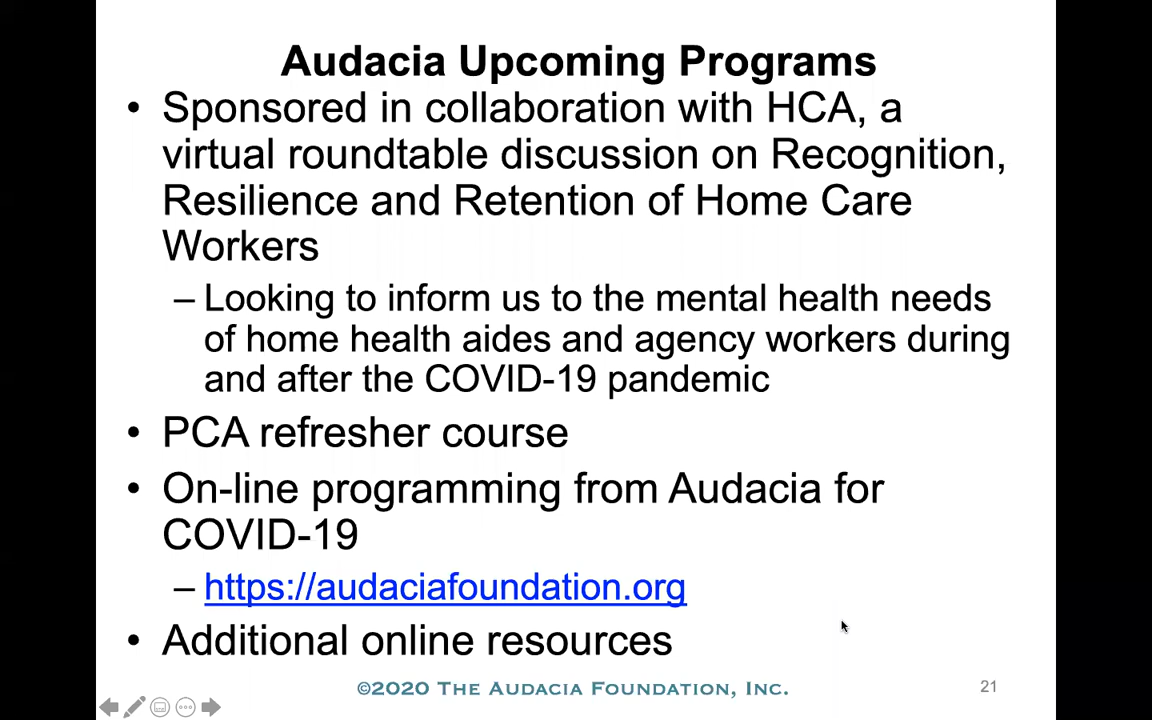 Audacia Upcoming Programs
• Sponsored in collaboration with HCA, a
virtual roundtable discussion on Recognition,
Resilience and Retention of Home Care
Workers
– Looking to inform us to the mental health needs
of home health aides and agency workers during
and after the COVID-19 pandemic
• PCA refresher course
• On-line programming from Audacia for
COVID-19
– https://audaciafoundation.org
• Additional online resources
©2020 The Audacia Foundation, Inc.
21